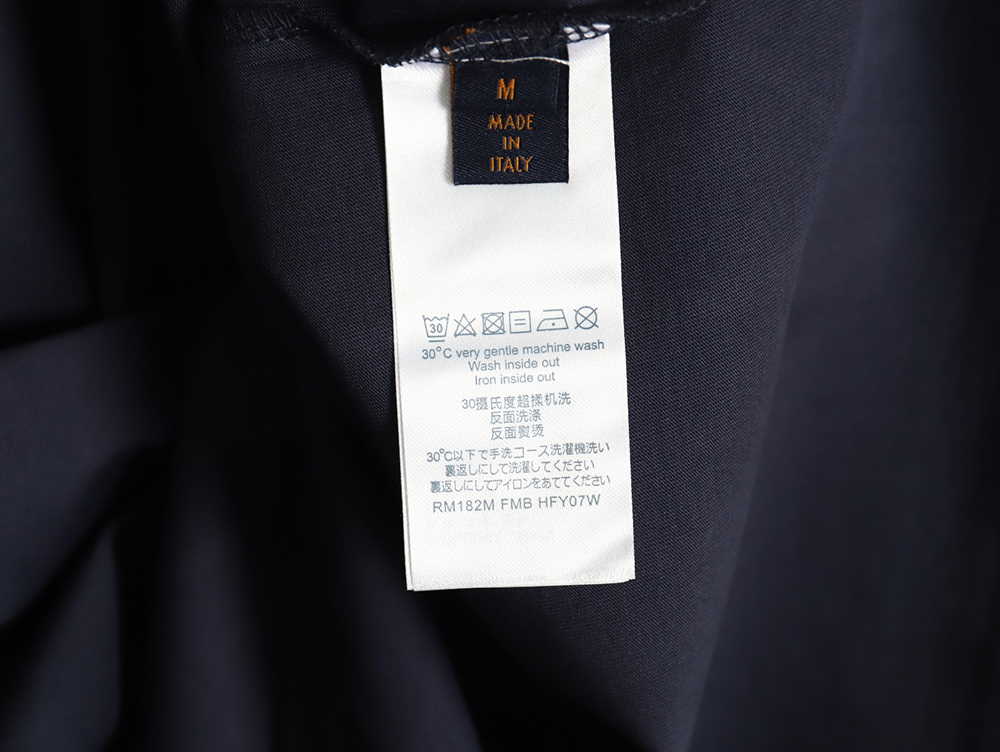 M
MADE
IN
ITALY
30
30°C very gentle machine wash
Wash inside out
Iron inside out
30摄氏度超揉机洗
反面洗涤
反面熨烫
30℃以下で手洗コース洗濯機洗い
裏返しにして洗濯してください
裏返しにしてアイロンをあててください
RM182M FMB HFY07W